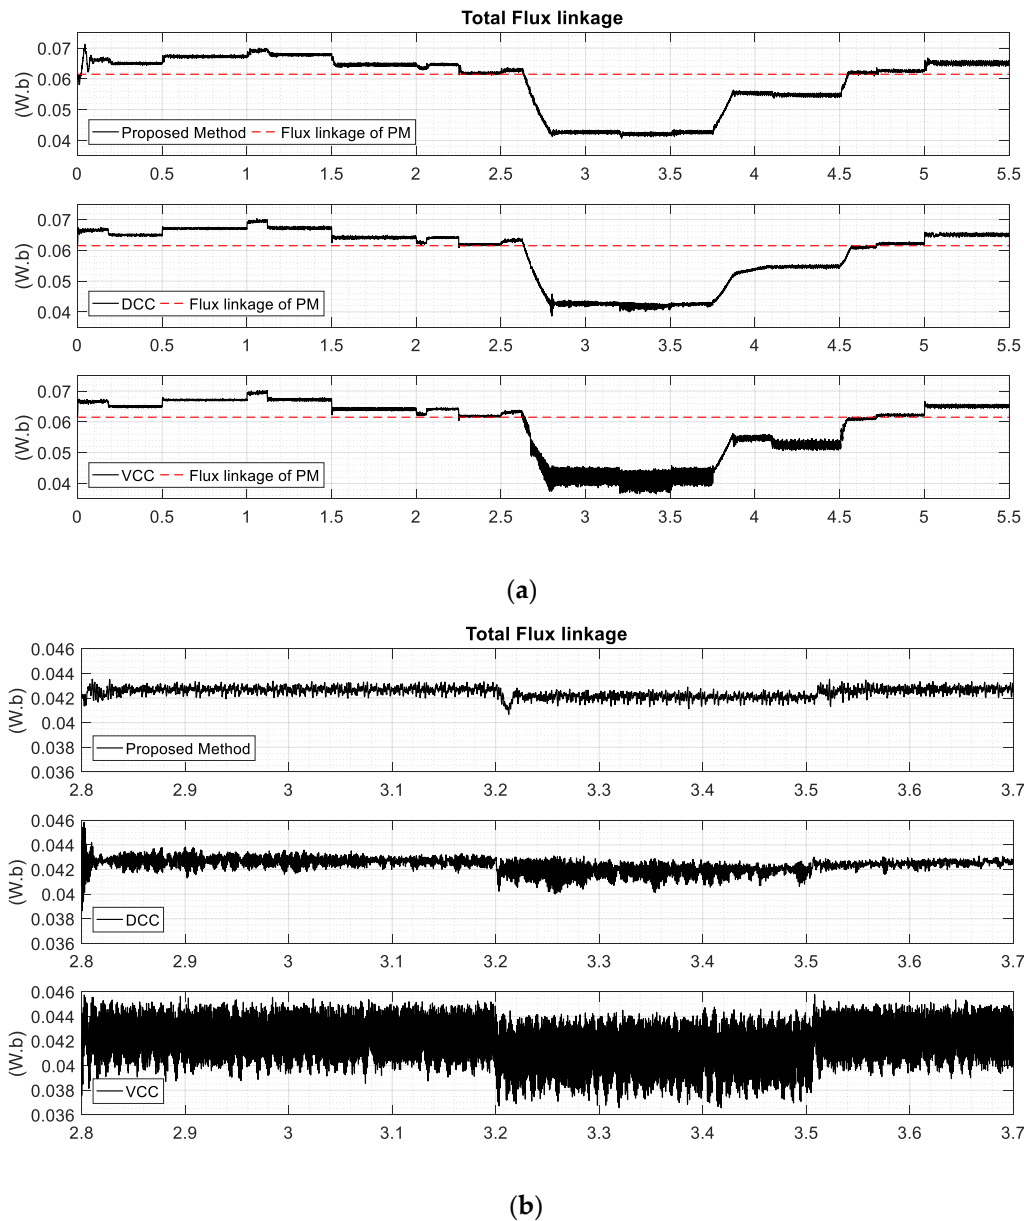 Total Flux linkage
(W.b)
0.07
0.06
0.05
0.04
Proposed Method Flux linkage of PM
0 0.5 1 1.5 2 2.5 3 3.5 4 4.5 5 5.5
(W.b)
0.07
0.06
0.05
0.04
DCC Flux linkage of PM
0 0.5 1 1.5 2 2.5 3 3.5 4 4.5 5 5.5
(W.b)
0.07
0.06
0.05
0.04
VCC Flux linkage of PM
0 0.5 1 1.5 2 2.5 3 3.5 4 4.5 5 5.5
(a)
Total Flux linkage
(W.b)
0.046
0.044
0.042
0.04
0.038
0.036
Proposed Method
2.8 2.9 3 3.1 3.2 3.3 3.4 3.5 3.6 3.7
(W.b)
0.046
0.044
0.042
0.04
0.038
0.036
DCC
2.8 2.9 3 3.1 3.2 3.3 3.4 3.5 3.6 3.7
(W.b)
0.046
0.044
0.042
0.04
0.038
0.036
VCC
2.8 2.9 3 3.1 3.2 3.3 3.4 3.5 3.6 3.7
(b)